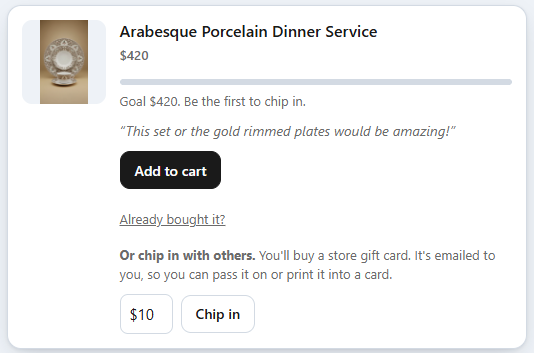 Arabesque Porcelain Dinner Service
$420
Goal $420. Be the first to chip in.
“This set or the gold rimmed plates would be amazing!”
Add to cart
Already bought it?
Or chip in with others. You'll buy a store gift card. It's emailed to
you, so you can pass it on or print it into a card.
$10
Chip in